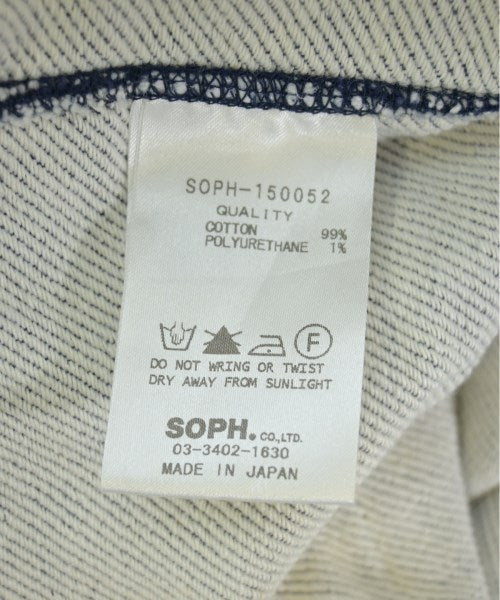 SOPH-150052
QUALITY
COTTON 99%
POLYURETHANE 1%
F
DO NOT WRING OR TWIST
DRY AWAY FROM SUNLIGHT
SOPH. CO.,LTD.
03-3402-1630
MADE IN JAPAN